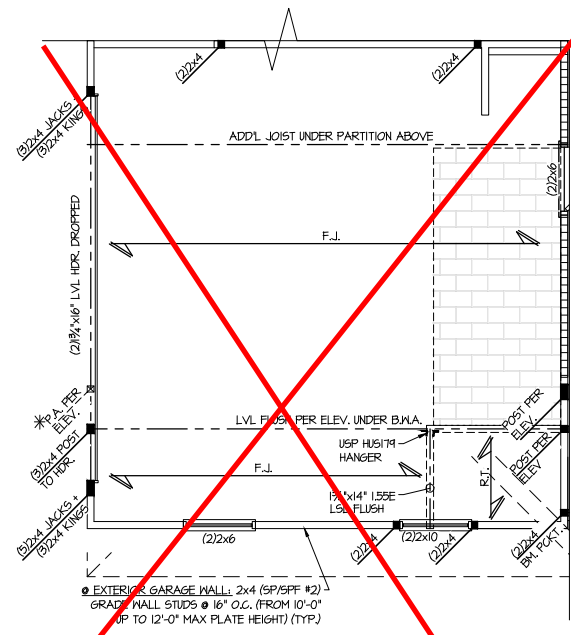 (2)2x4
(2)2x4
(3)2x4 JACKS +
(3)2x4 KINGS
ADD'L JOIST UNDER PARTITION ABOVE
(2)2x6
F.J.
(2)1¾"x16" LVL HDR. DROPPED
P.A. PER
ELEV.
(3)2x4 POST
TO HDR.
LVL FLUSH PER ELEV. UNDER B.W.A.
POST PER
ELEV.
USP HUS179
HANGER
POST PER
ELEV
F.J.
R.T.
1¾"x14" 1.55E
LSL FLUSH
(5)2x4 JACKS +
(3)2x4 KINGS
(2)2x6
(2)2x4
(2)2x10
(2)2x4
(2)2x4
BM. PCKT.
@ EXTERIOR GARAGE WALL: 2x4 (SP/SPF #2)
GRADE WALL STUDS @ 16" O.C. (FROM 10'-0"
UP TO 12'-0" MAX PLATE HEIGHT) (TYP.)